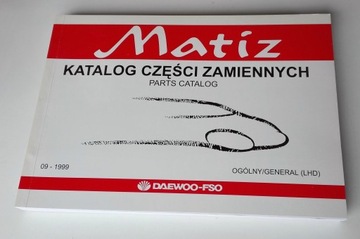 Matiz
KATALOG CZĘŚCI ZAMIENNYCH
PARTS CATALOG
09 - 1999
OGÓLNY/GENERAL (LHD)
DAEWOO-FSO